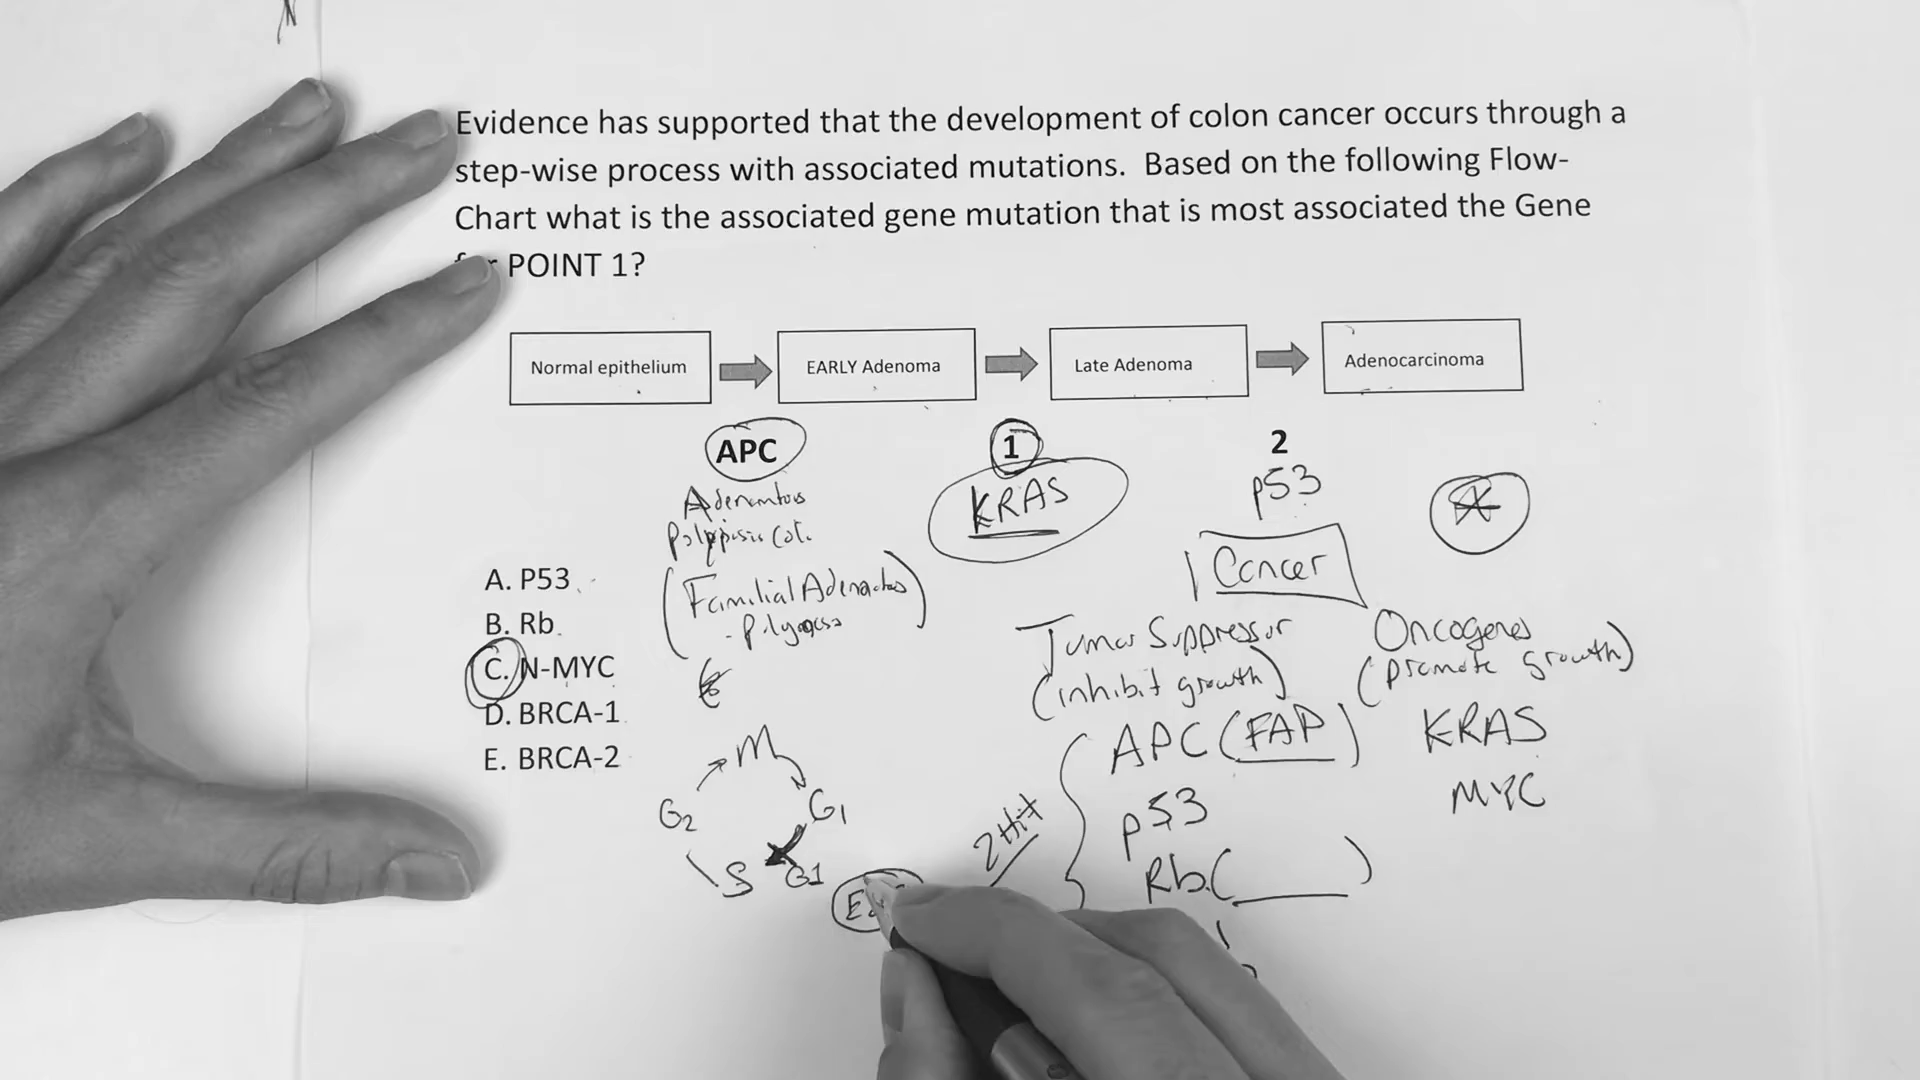 Evidence has supported that the development of colon cancer occurs through a
step-wise process with associated mutations. Based on the following Flow-
Chart what is the associated gene mutation that is most associated the Gene
POINT 1?
Normal epithelium
EARLY Adenoma
Late Adenoma
Adenocarcinoma
APC
1
2
KRAS
p53
Cancer
A. P53
B. Rb
C. N-MYC
D. BRCA-1
E. BRCA-2
Tumor Suppressor
(inhibit growth)
Oncogenes
(promote growth)
APC (FAP)
p53
Rb (____)
KRAS
MYC
2 Hit
M
G1
G2
S
G1